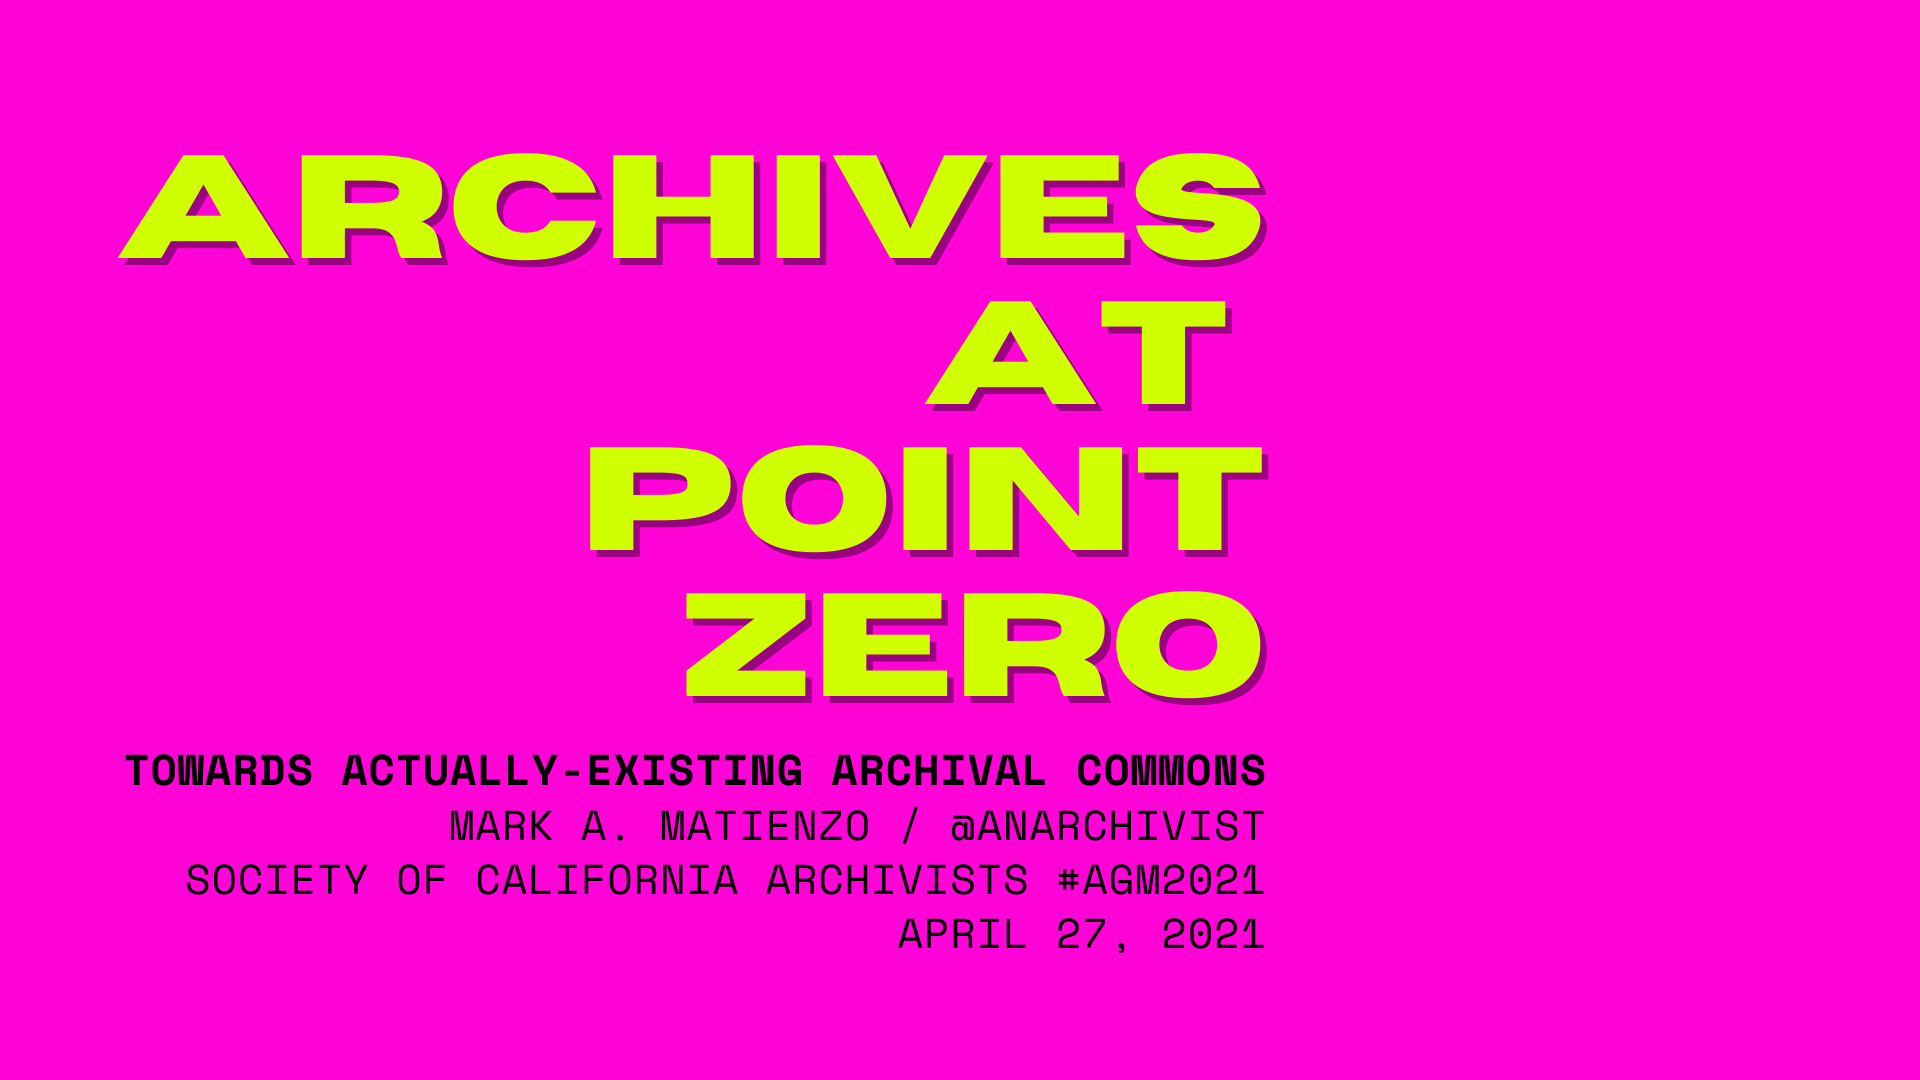 ARCHIVES
AT
POINT
ZERO
TOWARDS ACTUALLY-EXISTING ARCHIVAL COMMONS
MARK A. MATIENZO / @ANARCHIVIST
SOCIETY OF CALIFORNIA ARCHIVISTS #AGM2021
APRIL 27, 2021